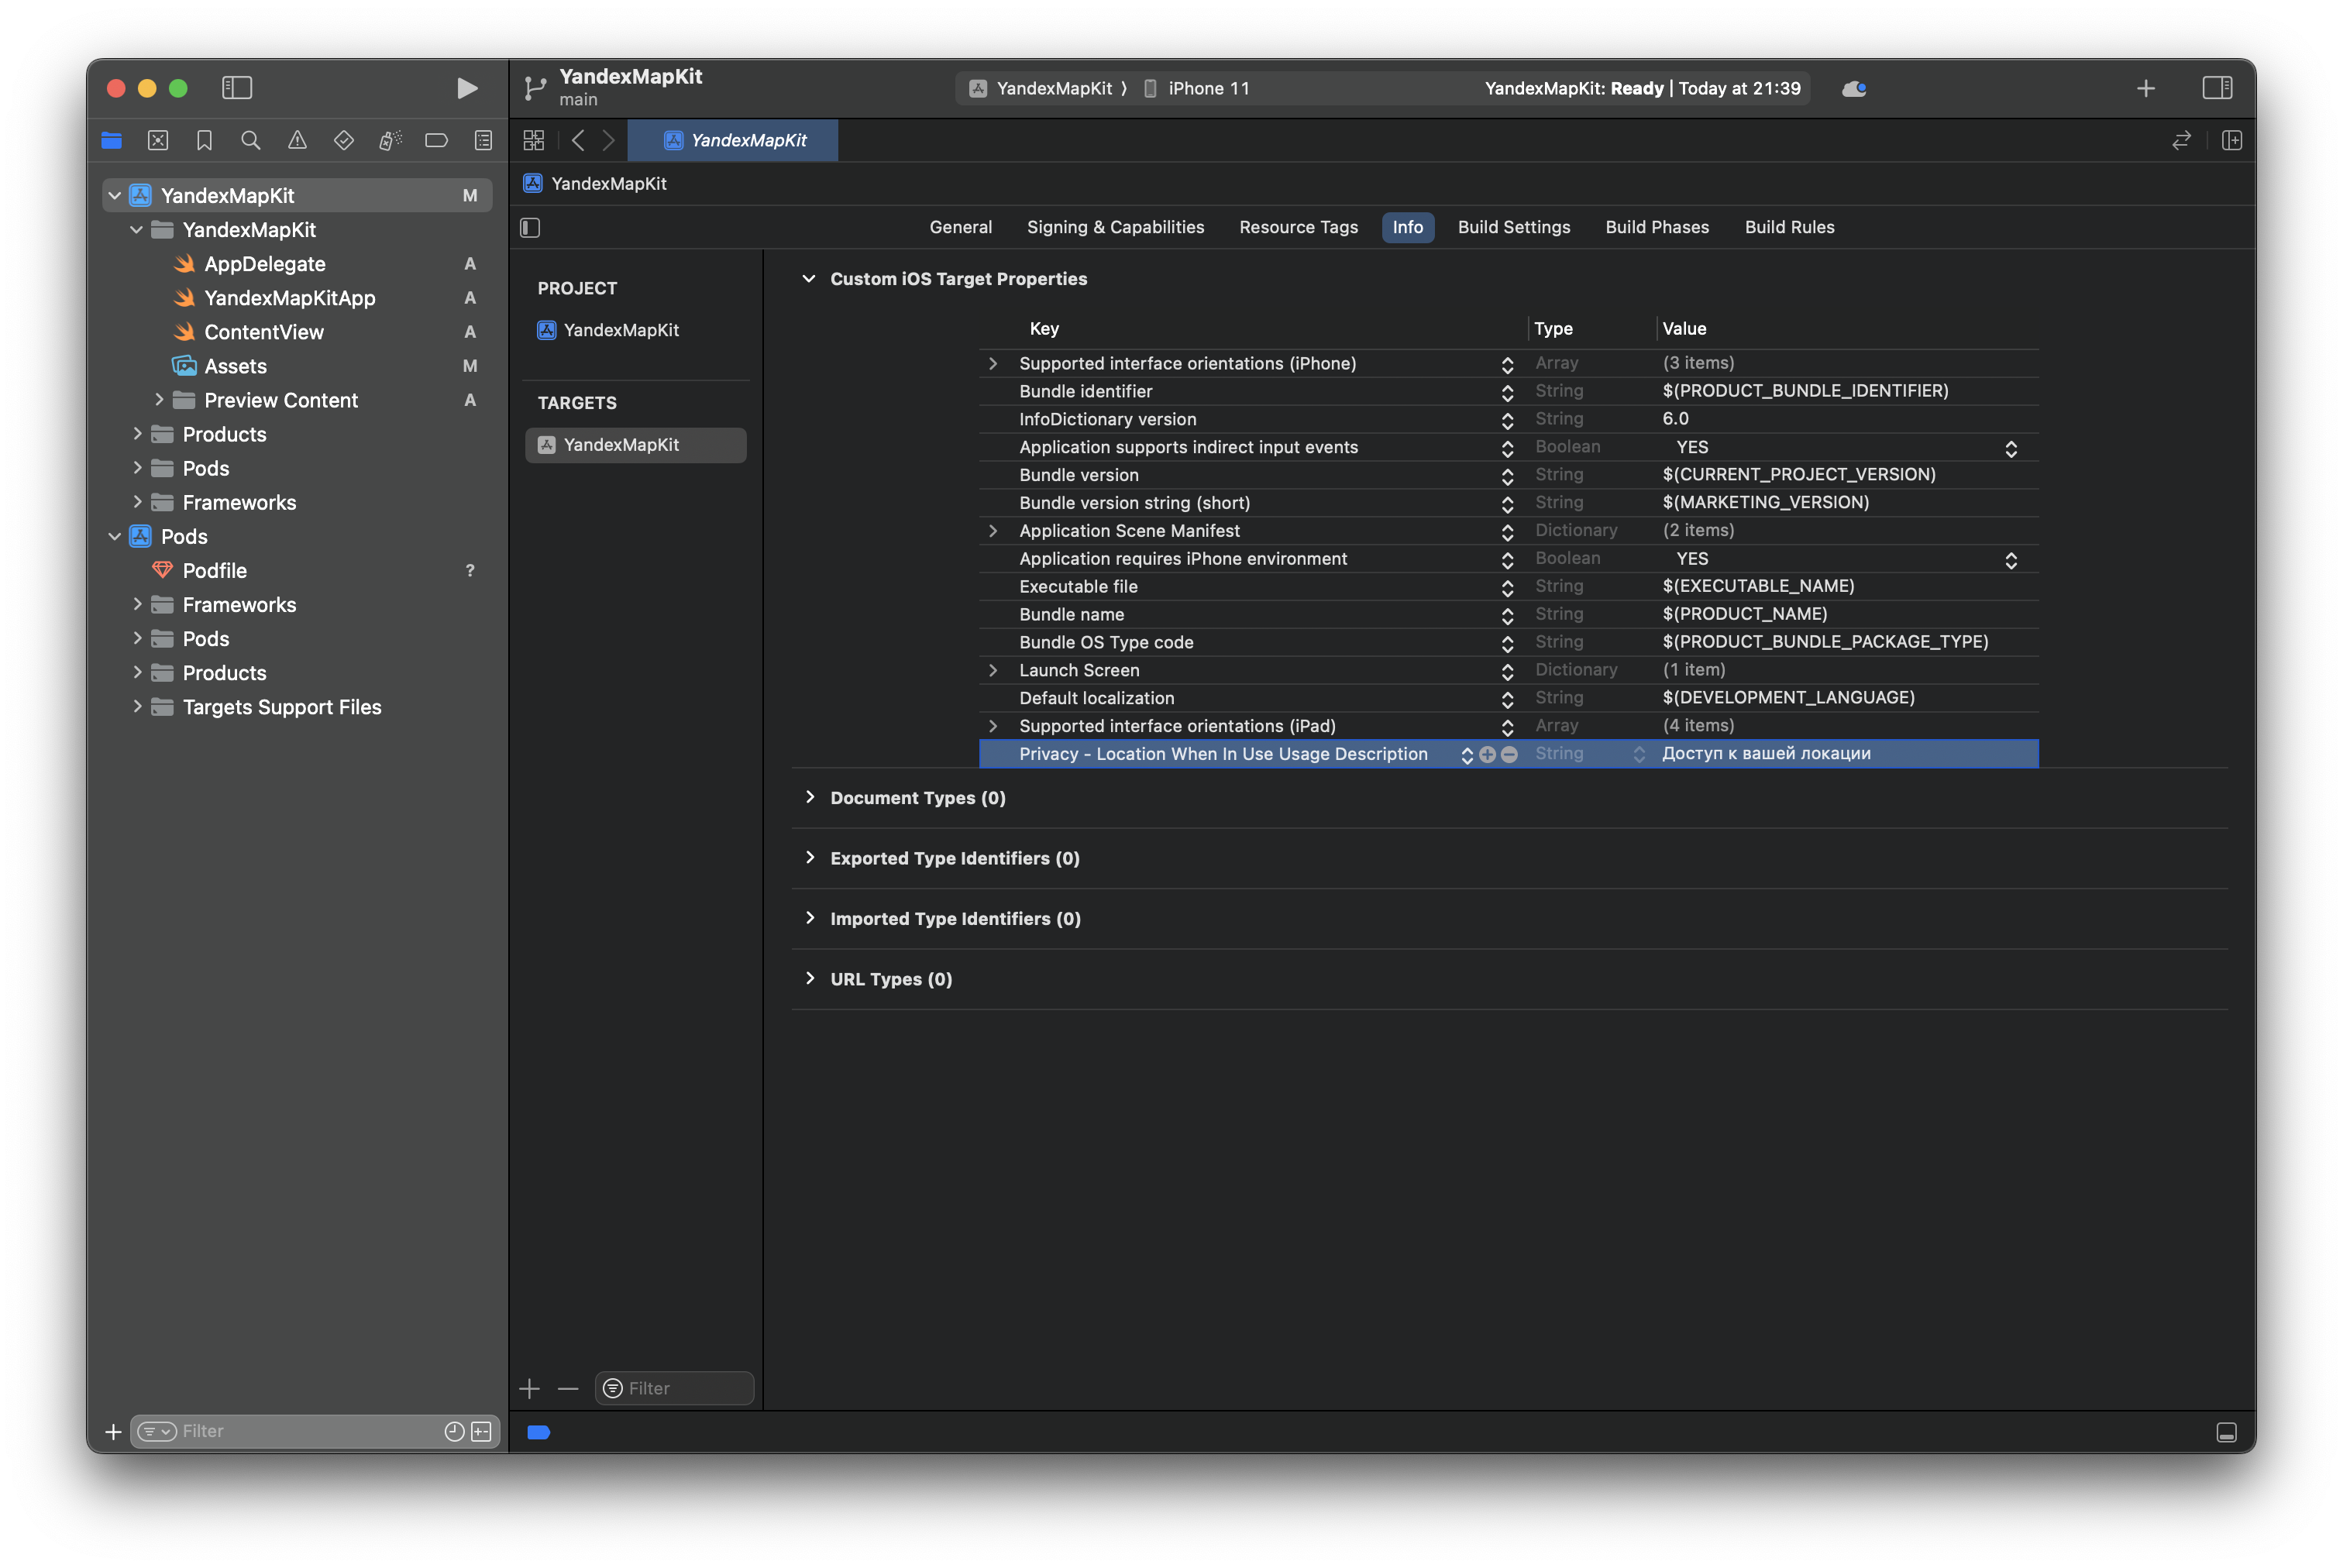 YandexMapKit
main
YandexMapKit ⟩ iPhone 11
YandexMapKit: Ready | Today at 21:39
YandexMapKit
YandexMapKit
General Signing & Capabilities Resource Tags Info Build Settings Build Phases Build Rules
YandexMapKit M
YandexMapKit
AppDelegate A
YandexMapKitApp A
ContentView A
Assets M
Preview Content A
Products
Pods
Frameworks
Pods
Podfile ?
Frameworks
Pods
Products
Targets Support Files
Filter
PROJECT
YandexMapKit
TARGETS
YandexMapKit
Filter
Custom iOS Target Properties
Key Type Value
Supported interface orientations (iPhone) Array (3 items)
Bundle identifier String $(PRODUCT_BUNDLE_IDENTIFIER)
InfoDictionary version String 6.0
Application supports indirect input events Boolean YES
Bundle version String $(CURRENT_PROJECT_VERSION)
Bundle version string (short) String $(MARKETING_VERSION)
Application Scene Manifest Dictionary (2 items)
Application requires iPhone environment Boolean YES
Executable file String $(EXECUTABLE_NAME)
Bundle name String $(PRODUCT_NAME)
Bundle OS Type code String $(PRODUCT_BUNDLE_PACKAGE_TYPE)
Launch Screen Dictionary (1 item)
Default localization String $(DEVELOPMENT_LANGUAGE)
Supported interface orientations (iPad) Array (4 items)
Privacy - Location When In Use Usage Description String Доступ к вашей локации
Document Types (0)
Exported Type Identifiers (0)
Imported Type Identifiers (0)
URL Types (0)